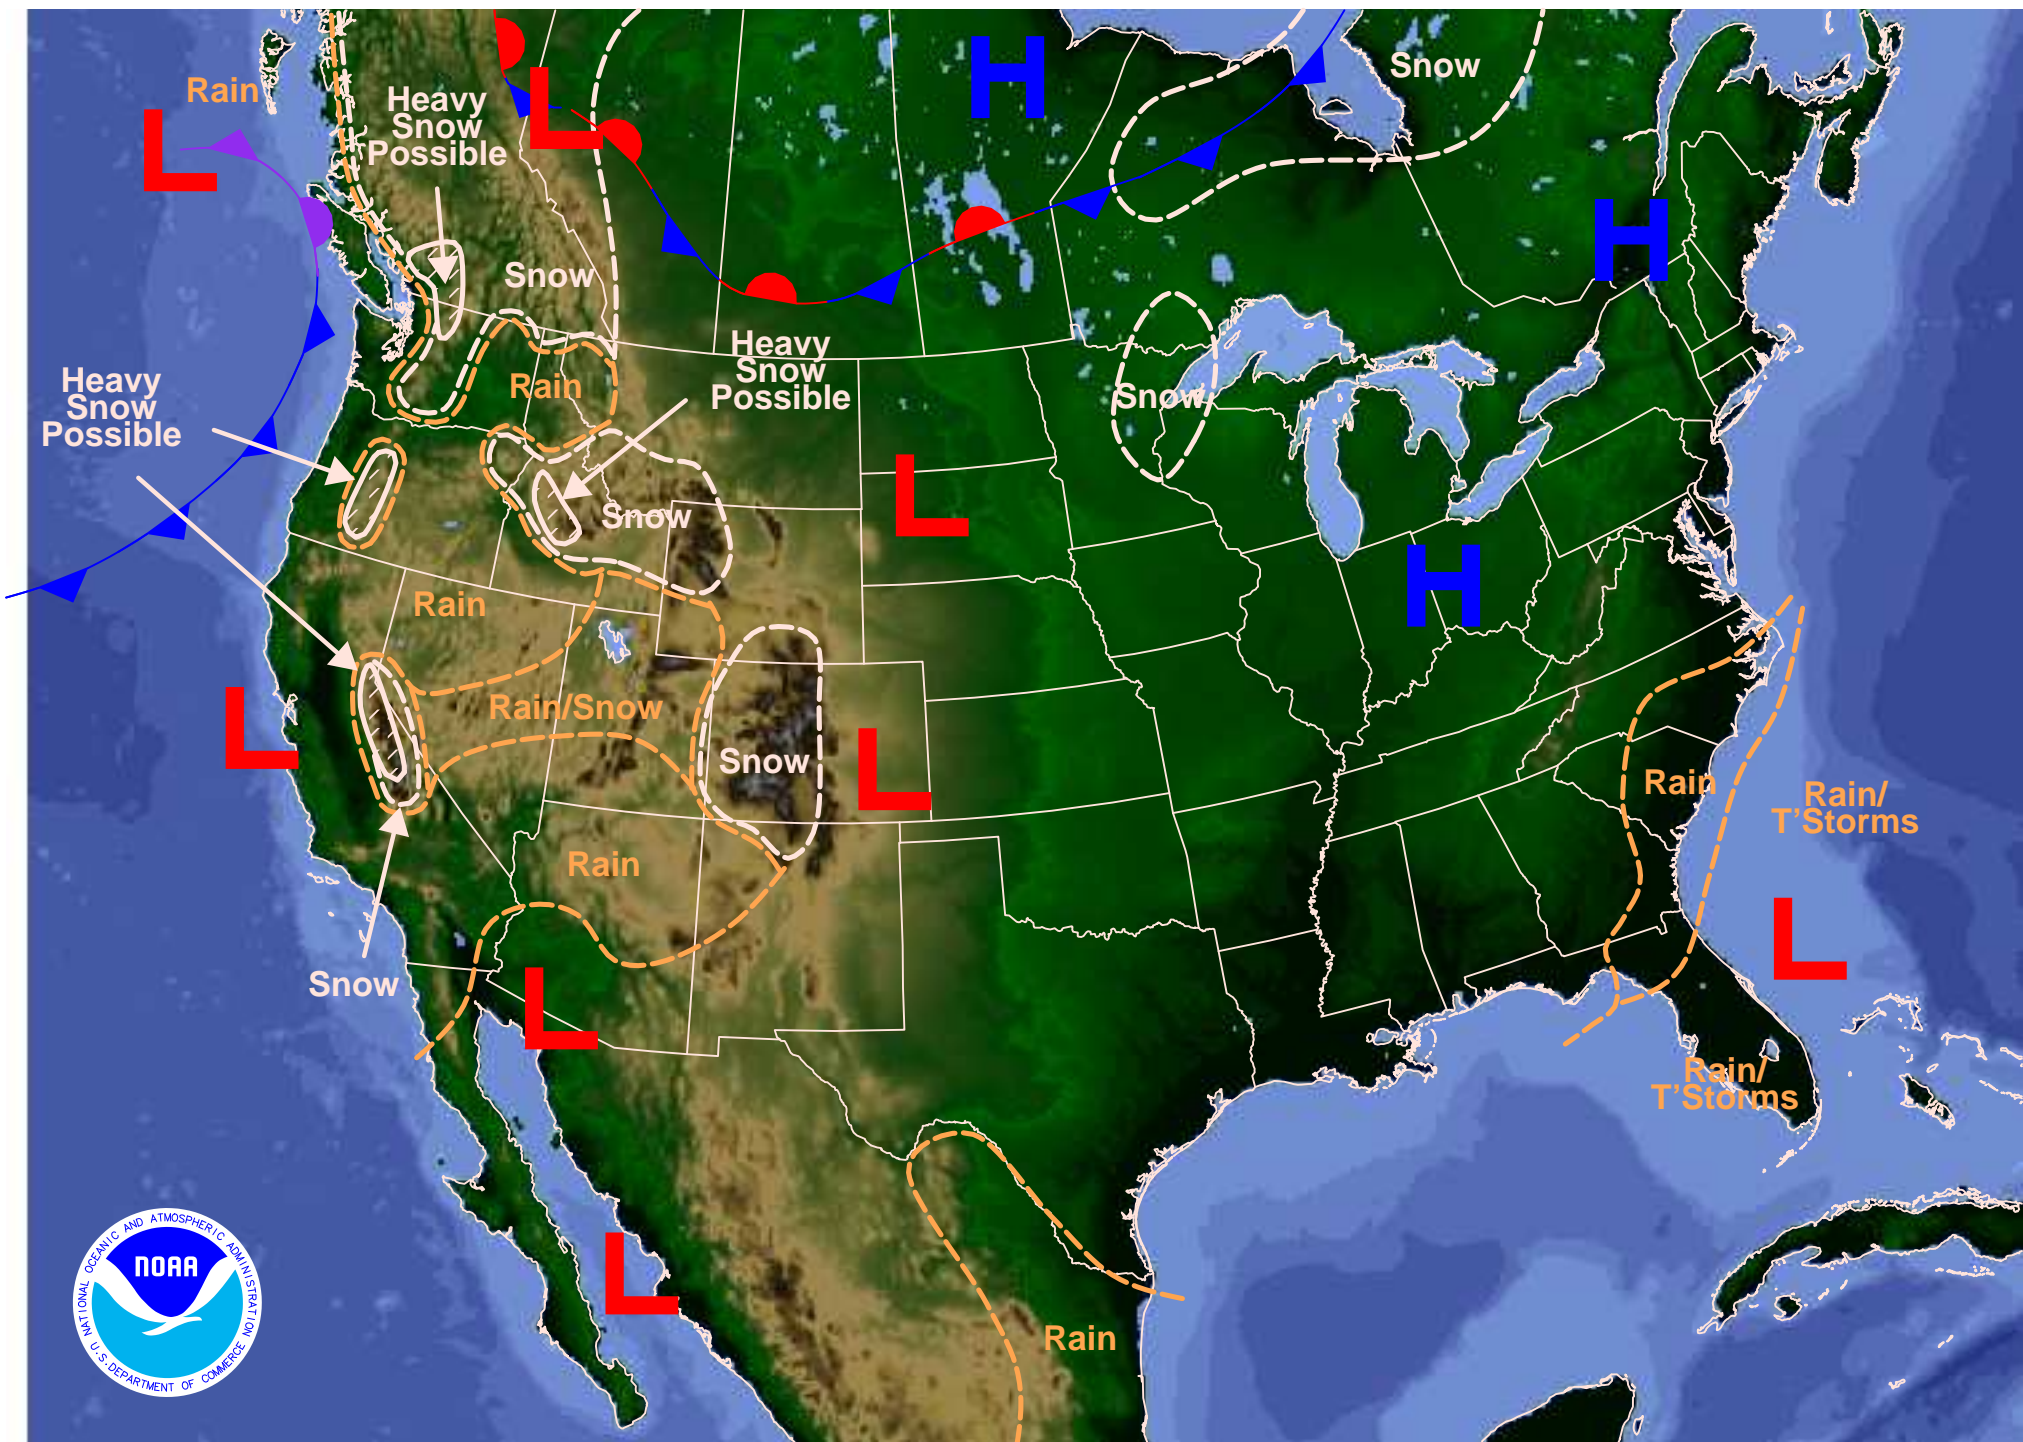 Rain
Heavy
Snow
Possible
L
L
H
Snow
H
Snow
Heavy
Snow
Possible
Heavy
Snow
Possible
Rain
Snow
Snow
L
H
Rain
L
Rain/Snow
Snow
L
Rain
Rain/
T'Storms
Rain
L
Snow
L
Rain/
T'Storms
L
Rain
NOAA
NATIONAL OCEANIC AND ATMOSPHERIC ADMINISTRATION
U.S. DEPARTMENT OF COMMERCE